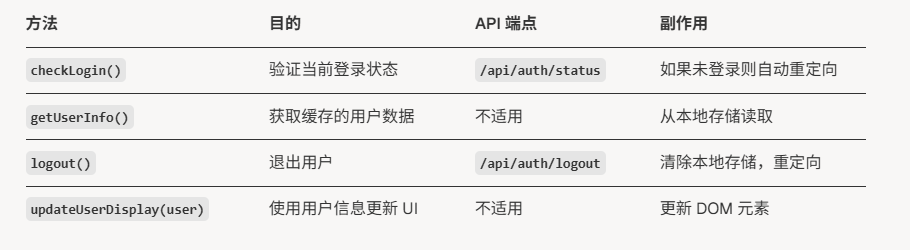 方法 目的 API 端点 副作用
checkLogin() 验证当前登录状态 /api/auth/status 如果未登录则自动重定向
getUserInfo() 获取缓存的用户数据 不适用 从本地存储读取
logout() 退出用户 /api/auth/logout 清除本地存储，重定向
updateUserDisplay(user) 使用用户信息更新 UI 不适用 更新 DOM 元素